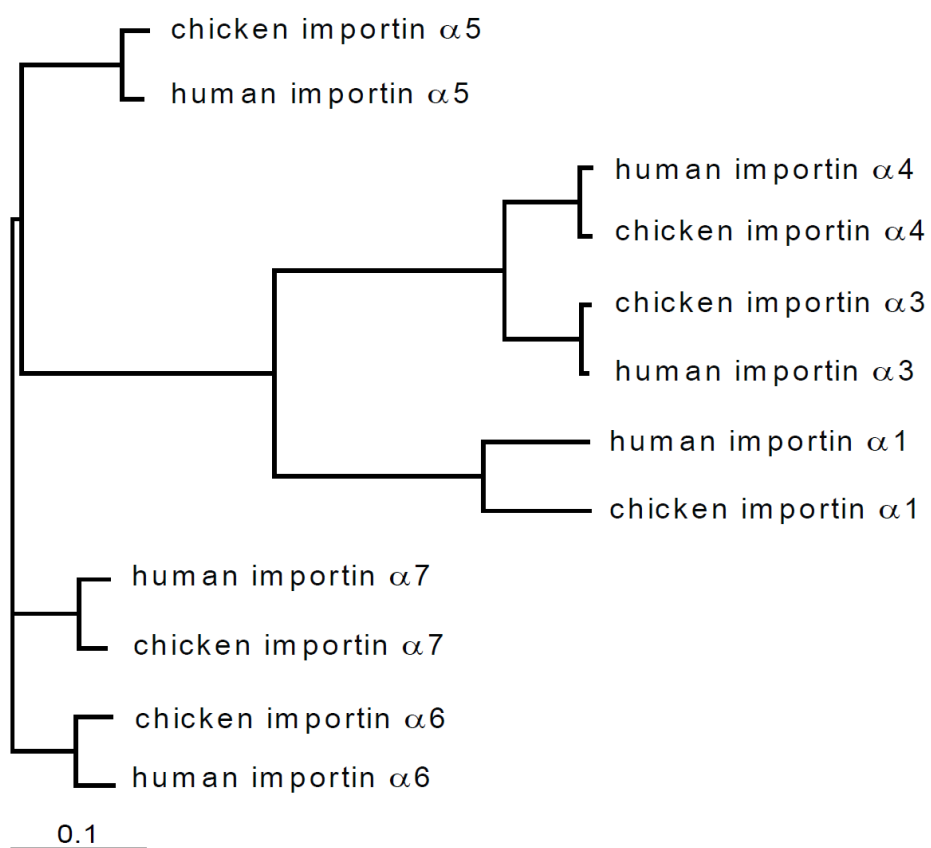 chicken importin α5
human importin α5
human importin α4
chicken importin α4
chicken importin α3
human importin α3
human importin α1
chicken importin α1
human importin α7
chicken importin α7
chicken importin α6
human importin α6
0.1